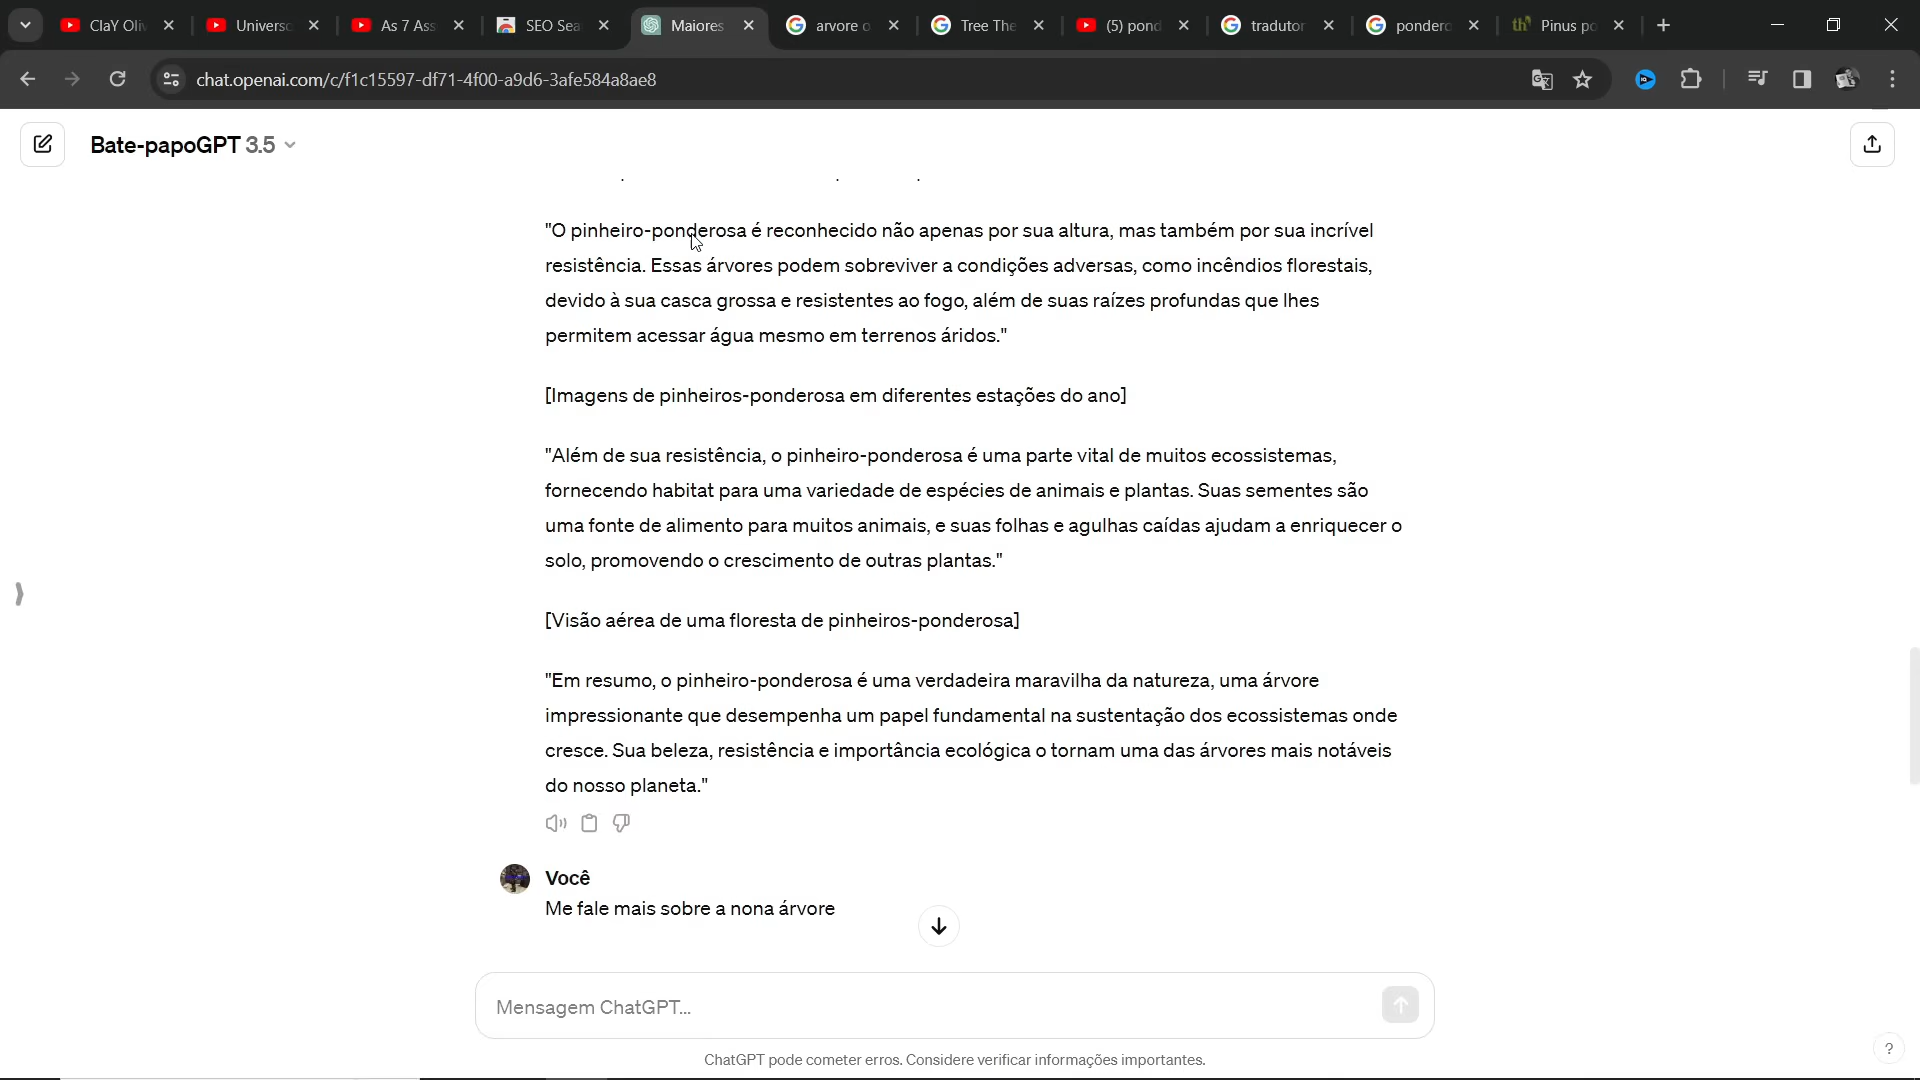 ClaY Oli
Universo
As 7 Ass
SEO Sea
Maiores
arvore o
Tree The
(5) pond
tradutor
pondero
Pinus po
chat.openai.com/c/f1c15597-df71-4f00-a9d6-3afe584a8ae8
Bate-papoGPT 3.5
"O pinheiro-ponderosa é reconhecido não apenas por sua altura, mas também por sua incrível
resistência. Essas árvores podem sobreviver a condições adversas, como incêndios florestais,
devido à sua casca grossa e resistentes ao fogo, além de suas raízes profundas que lhes
permitem acessar água mesmo em terrenos áridos."
[Imagens de pinheiros-ponderosa em diferentes estações do ano]
"Além de sua resistência, o pinheiro-ponderosa é uma parte vital de muitos ecossistemas,
fornecendo habitat para uma variedade de espécies de animais e plantas. Suas sementes são
uma fonte de alimento para muitos animais, e suas folhas e agulhas caídas ajudam a enriquecer o
solo, promovendo o crescimento de outras plantas."
[Visão aérea de uma floresta de pinheiros-ponderosa]
"Em resumo, o pinheiro-ponderosa é uma verdadeira maravilha da natureza, uma árvore
impressionante que desempenha um papel fundamental na sustentação dos ecossistemas onde
cresce. Sua beleza, resistência e importância ecológica o tornam uma das árvores mais notáveis
do nosso planeta."
Você
Me fale mais sobre a nona árvore
Mensagem ChatGPT...
ChatGPT pode cometer erros. Considere verificar informações importantes.
?